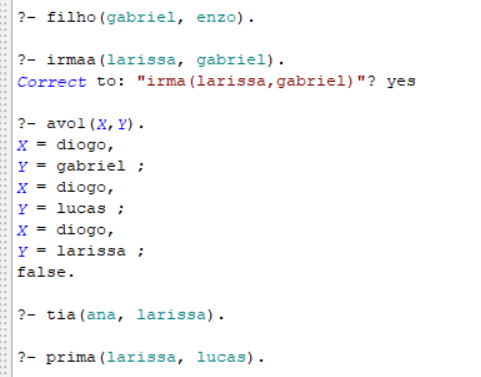 ?- filho(gabriel, enzo).
?- irmaa(larissa, gabriel).
Correct to: "irma(larissa,gabriel)"? yes
?- avol(X,Y).
X = diogo,
Y = gabriel ;
X = diogo,
Y = lucas ;
X = diogo,
Y = larissa ;
false.
?- tia(ana, larissa).
?- prima(larissa, lucas).